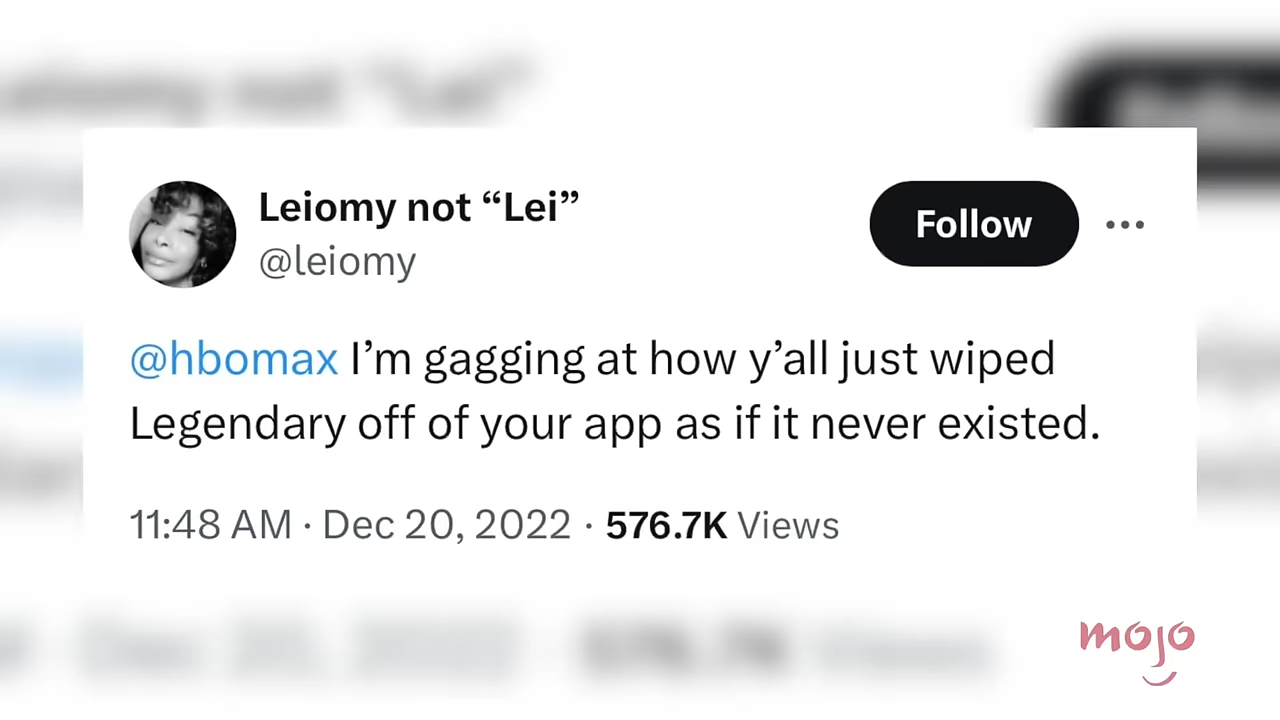 Leiomy not “Lei”
@leiomy
Follow
@hbomax I’m gagging at how y’all just wiped
Legendary off of your app as if it never existed.
11:48 AM · Dec 20, 2022 · 576.7K Views
mojo